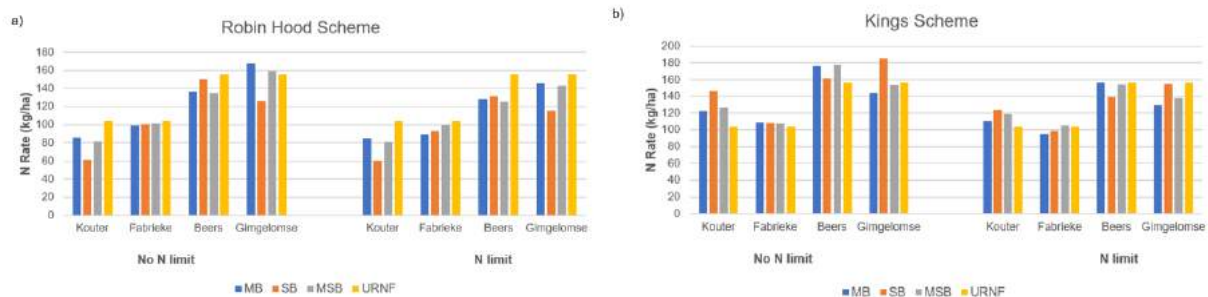 a)
Robin Hood Scheme
N Rate (kg/ha)
180
160
140
120
100
80
60
40
20
0
Kouter Fabrieke Beers Gimgelomse Kouter Fabrieke Beers Gimgelomse
No N limit N limit
MB SB MSB URNF
b)
Kings Scheme
N Rate (kg/ha)
200
180
160
140
120
100
80
60
40
20
0
Kouter Fabrieke Beers Gimgelomse Kouter Fabrieke Beers Gimgelomse
No N limit N limit
MB SB MSB URNF